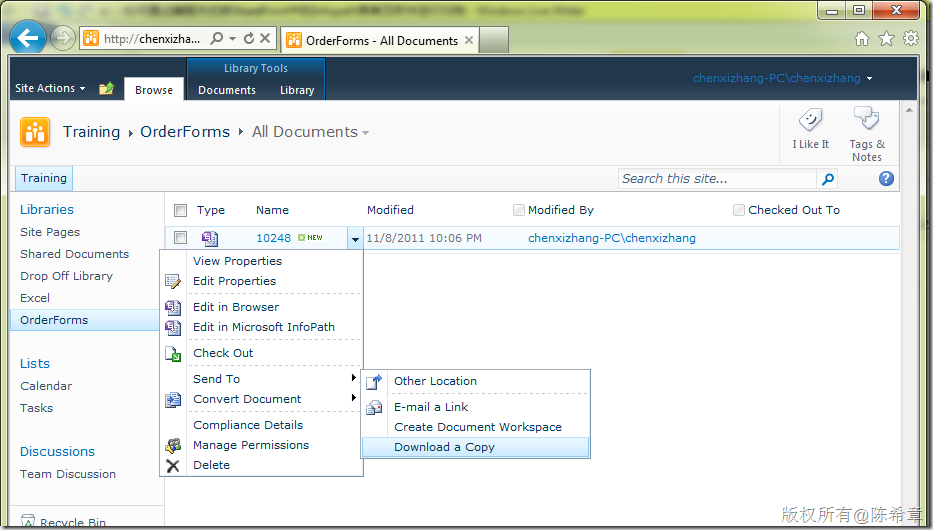 http://chenxizha...
OrderForms - All Documents
Library Tools
Site Actions
Browse
Documents
Library
chenxizhang-PC\chenxizhang
Training
OrderForms
All Documents
I Like It
Tags &
Notes
Training
Search this site...
Libraries
Site Pages
Shared Documents
Drop Off Library
Excel
OrderForms
Lists
Calendar
Tasks
Discussions
Team Discussion
Recycle Bin
Type Name Modified Modified By Checked Out To
10248 NEW 11/8/2011 10:06 PM chenxizhang-PC\chenxizhang
View Properties
Edit Properties
Edit in Browser
Edit in Microsoft InfoPath
Check Out
Send To
Convert Document
Compliance Details
Manage Permissions
Delete
Other Location
E-mail a Link
Create Document Workspace
Download a Copy
版权所有@陈希章